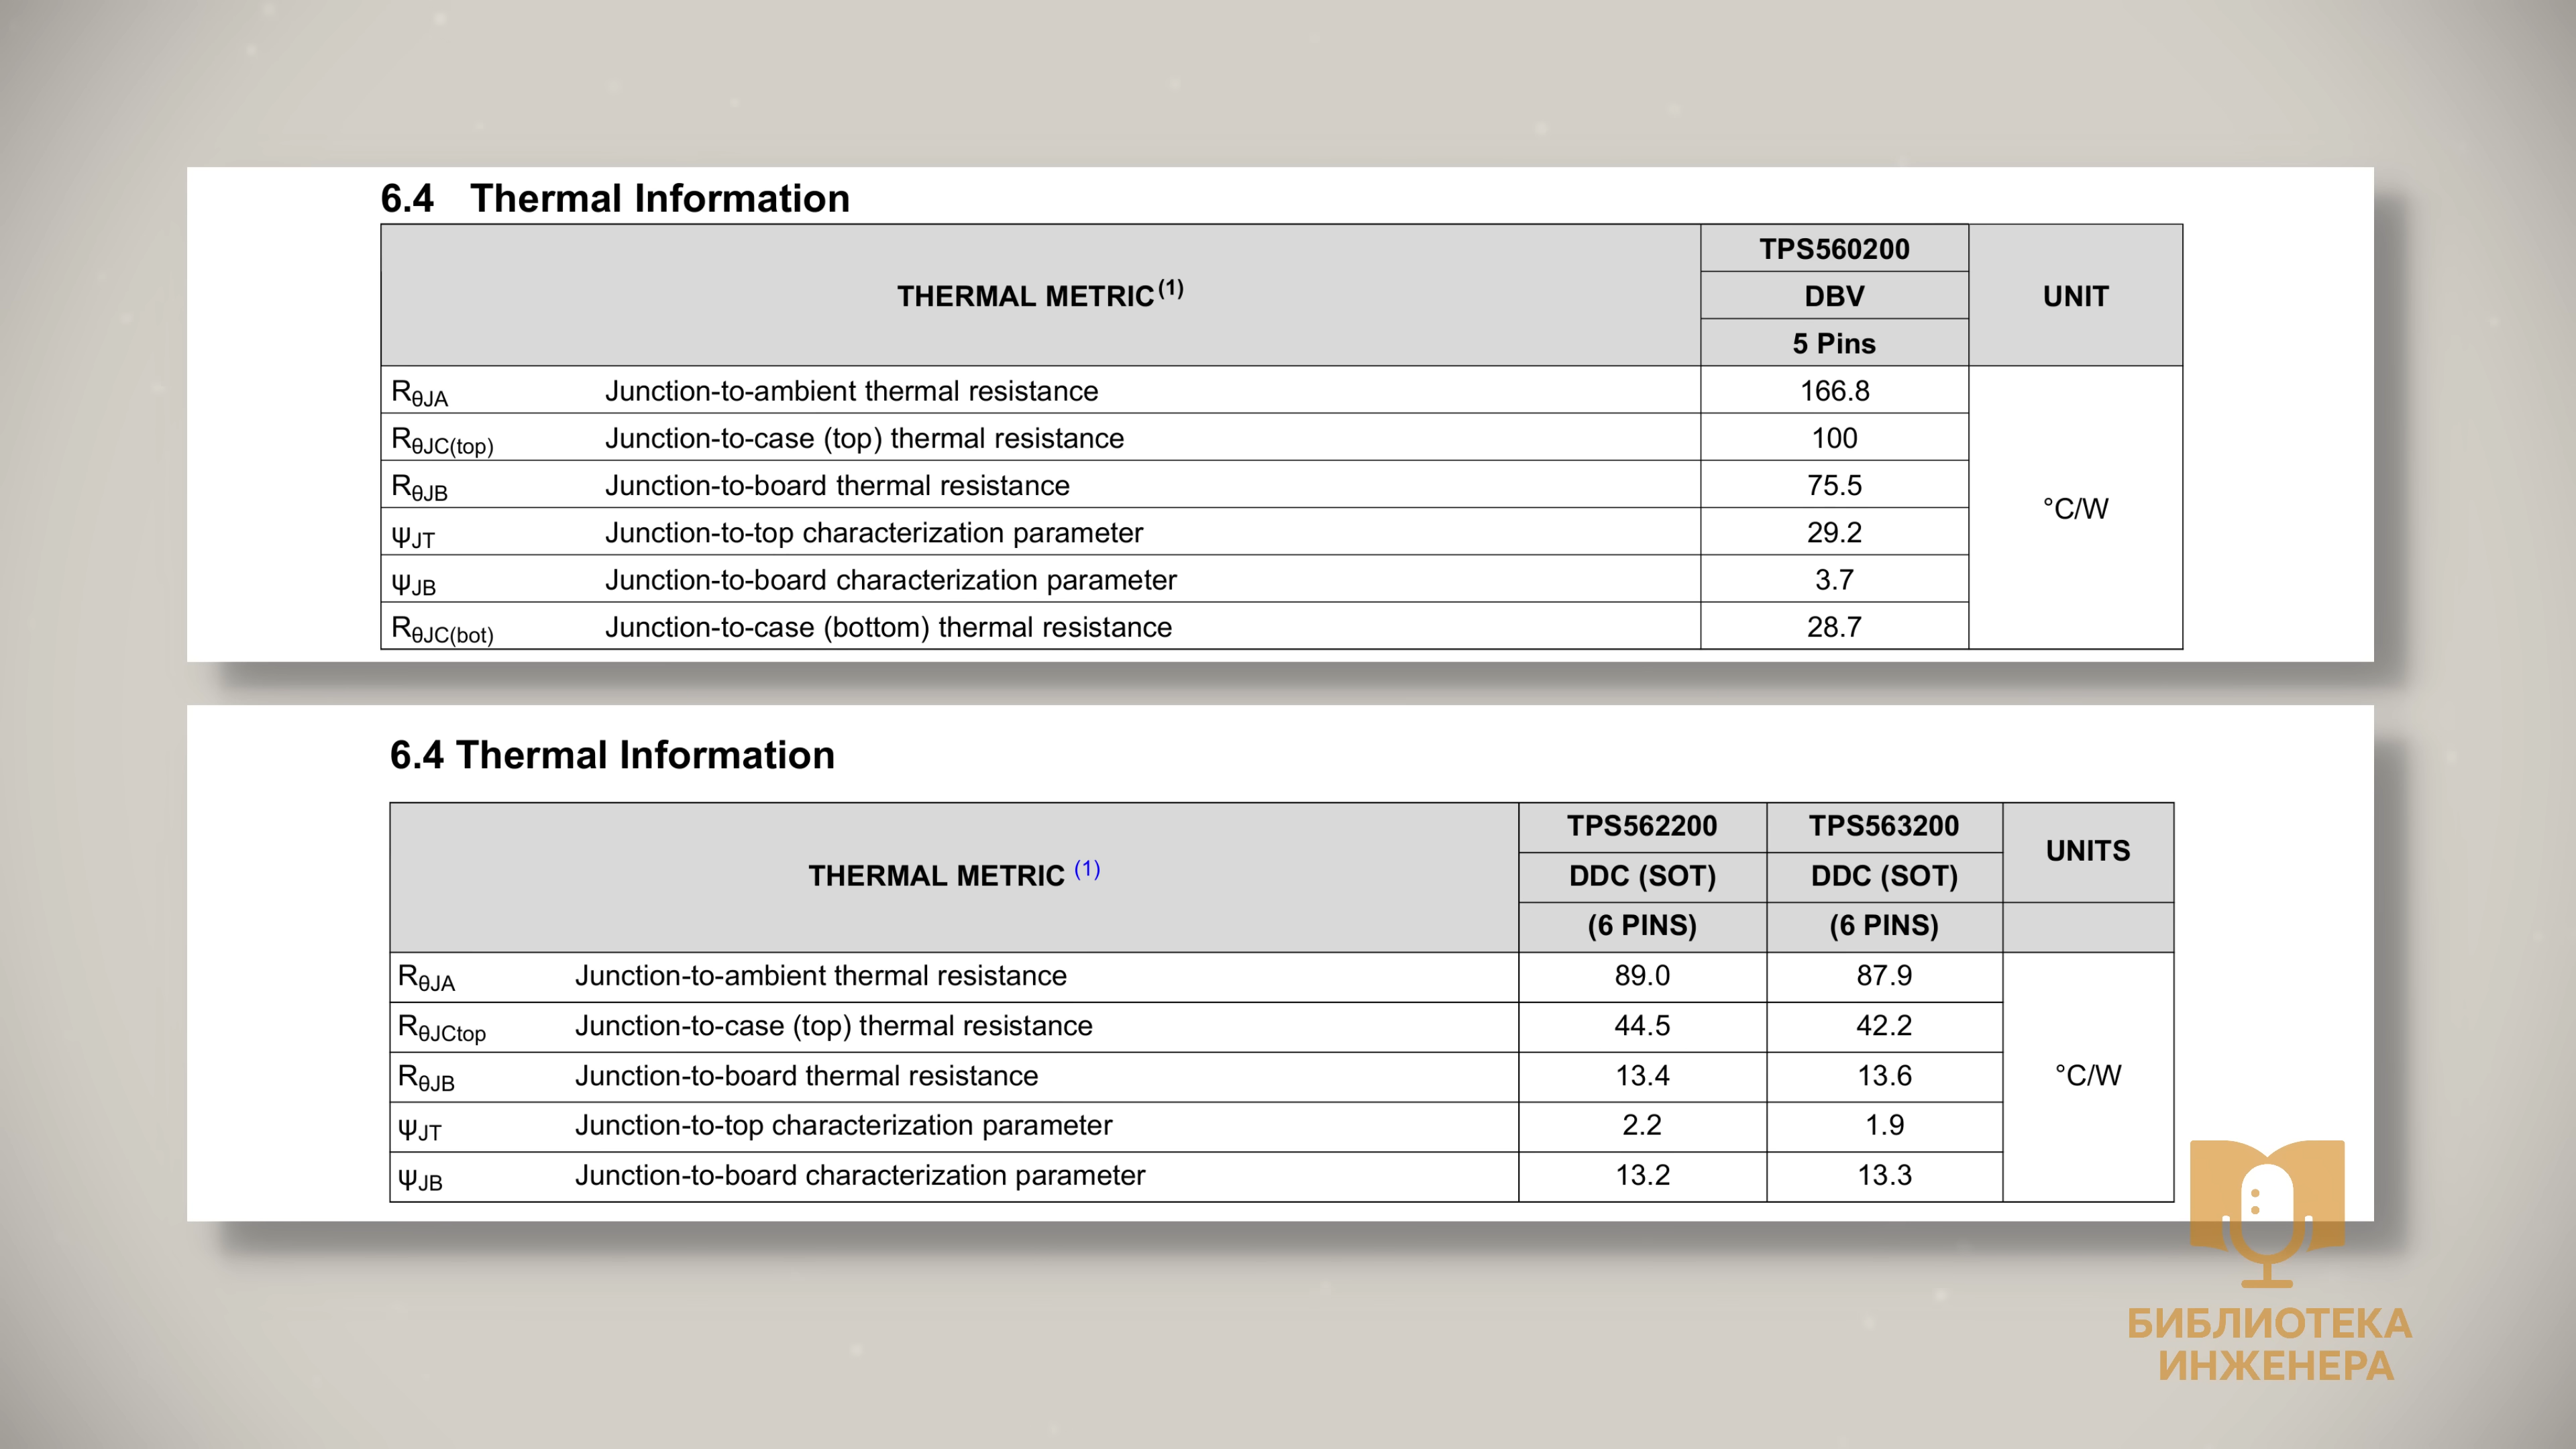 6.4 Thermal Information
THERMAL METRIC(1)
TPS560200
DBV
5 Pins
UNIT
RθJA Junction-to-ambient thermal resistance 166.8
RθJC(top) Junction-to-case (top) thermal resistance 100
RθJB Junction-to-board thermal resistance 75.5
°C/W
ψJT Junction-to-top characterization parameter 29.2
ψJB Junction-to-board characterization parameter 3.7
RθJC(bot) Junction-to-case (bottom) thermal resistance 28.7
6.4 Thermal Information
THERMAL METRIC (1)
TPS562200 TPS563200
DDC (SOT) DDC (SOT)
(6 PINS) (6 PINS)
UNITS
RθJA Junction-to-ambient thermal resistance 89.0 87.9
RθJCtop Junction-to-case (top) thermal resistance 44.5 42.2
RθJB Junction-to-board thermal resistance 13.4 13.6 °C/W
ψJT Junction-to-top characterization parameter 2.2 1.9
ψJB Junction-to-board characterization parameter 13.2 13.3
БИБЛИОТЕКА
ИНЖЕНЕРА